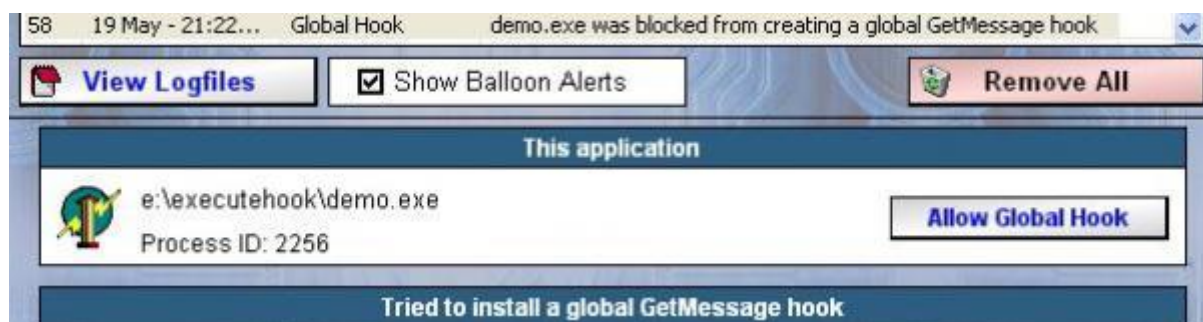 58 19 May - 21:22... Global Hook demo.exe was blocked from creating a global GetMessage hook
View Logfiles Show Balloon Alerts Remove All
This application
e:\executehook\demo.exe
Allow Global Hook
Process ID: 2256
Tried to install a global GetMessage hook